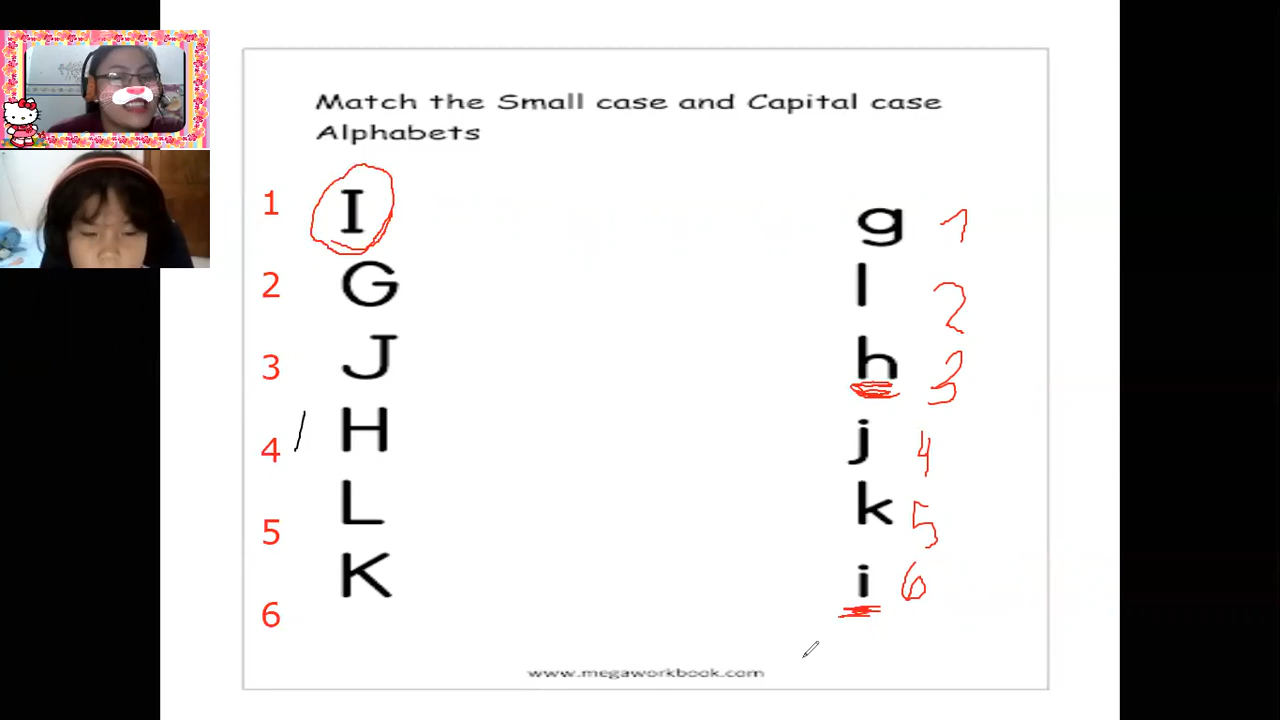 Match the Small case and Capital case
Alphabets
1 I g 1
2 G l 2
3 J h 3
4 H j 4
5 L k 5
6 K i 6
www.megaworkbook.com